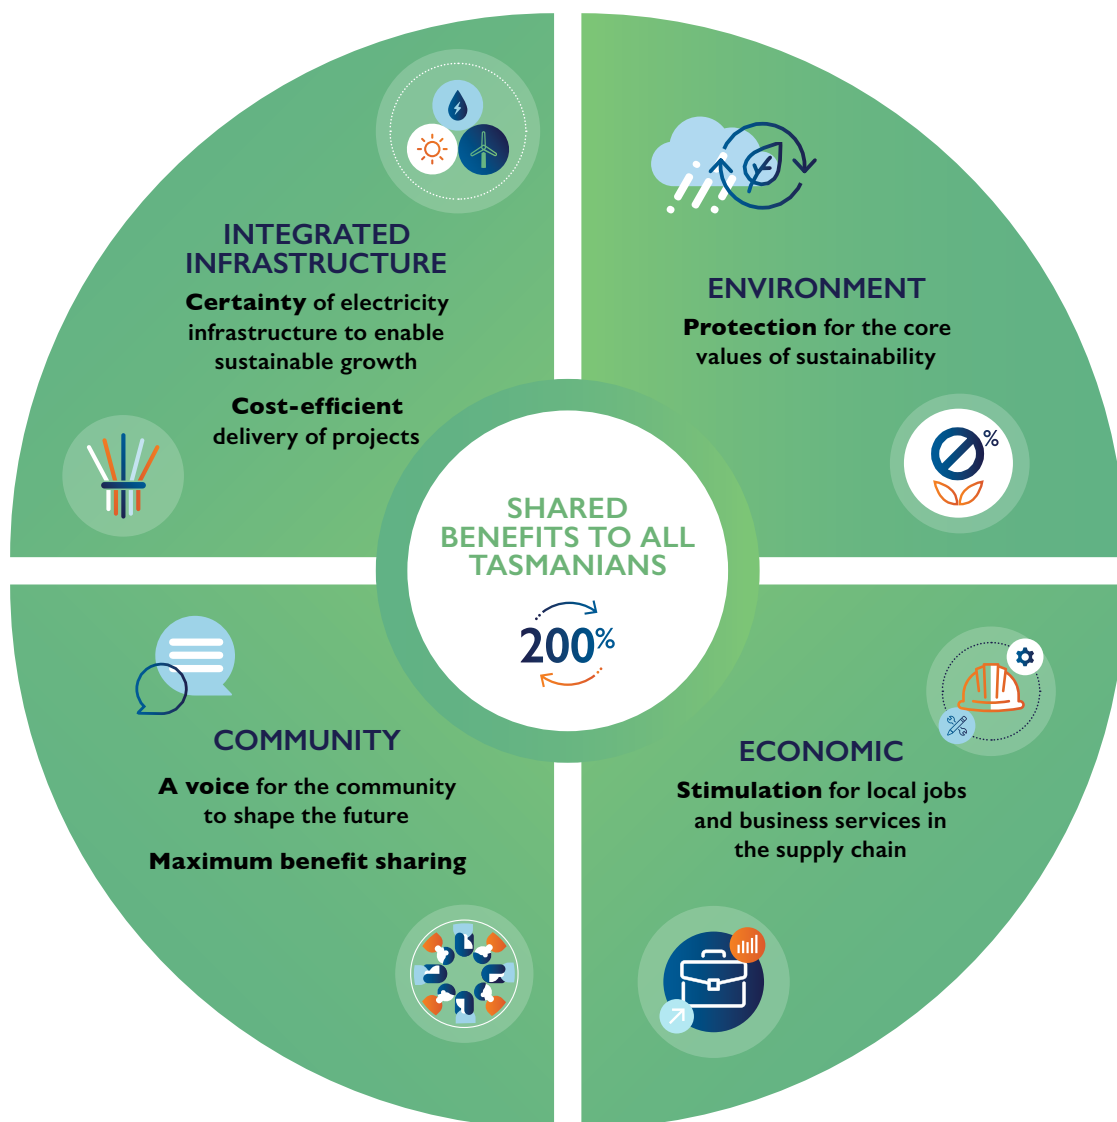 INTEGRATED
INFRASTRUCTURE
Certainty of electricity
infrastructure to enable
sustainable growth
Cost-efficient
delivery of projects
ENVIRONMENT
Protection for the core
values of sustainability
%
SHARED
BENEFITS TO ALL
TASMANIANS
200%
COMMUNITY
A voice for the community
to shape the future
Maximum benefit sharing
ECONOMIC
Stimulation for local jobs
and business services in
the supply chain